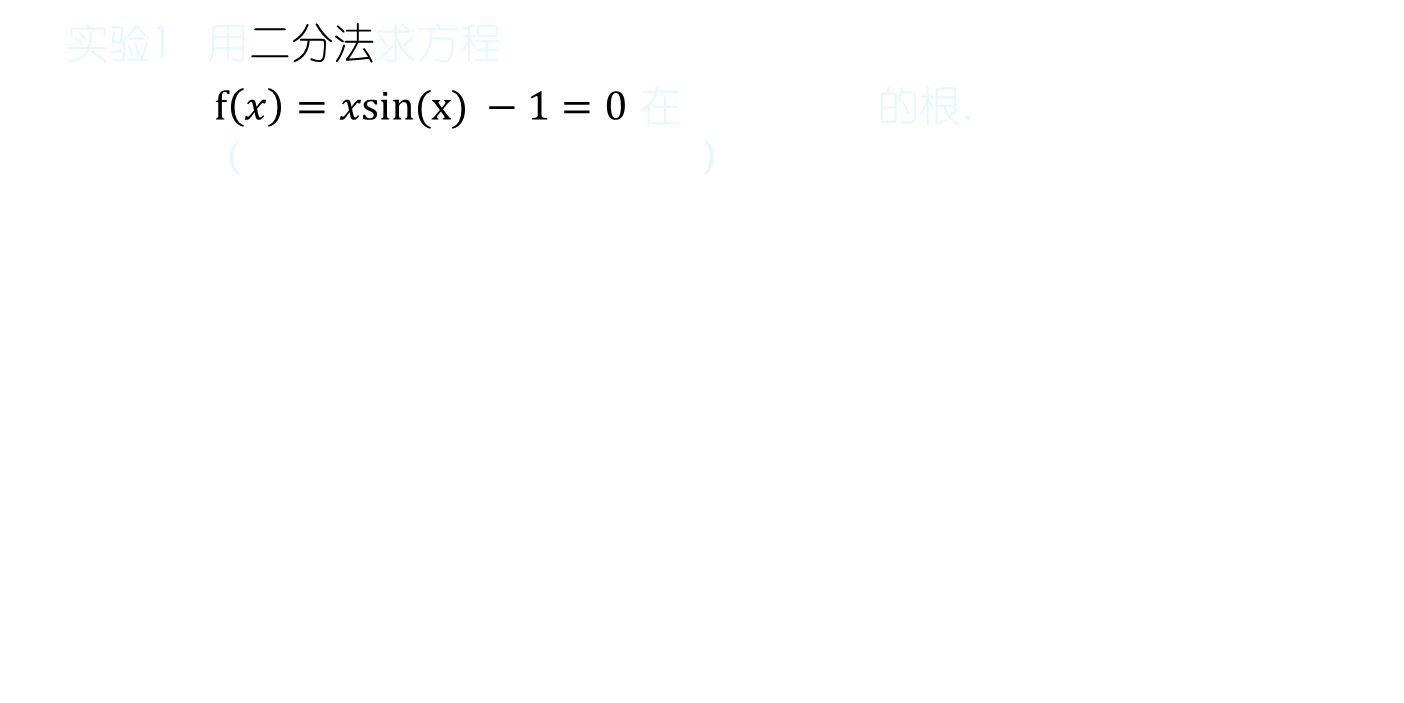 实验1 用二分法求方程
f(x) = xsin(x) − 1 = 0 在 的根.
( )